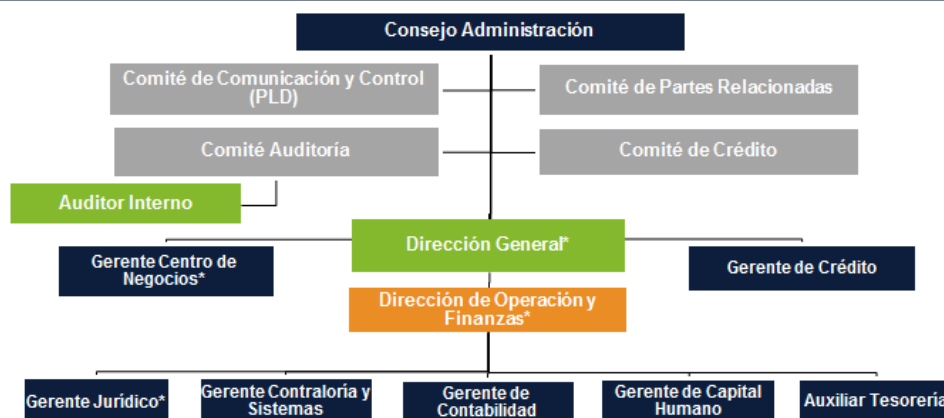 Consejo Administración
Comité de Comunicación y Control
(PLD)
Comité de Partes Relacionadas
Comité Auditoría
Comité de Crédito
Auditor Interno
Dirección General*
Gerente Centro de
Negocios*
Gerente de Crédito
Dirección de Operación y
Finanzas*
Gerente Jurídico*
Gerente Contraloría y
Sistemas
Gerente de
Contabilidad
Gerente de Capital
Humano
Auxiliar Tesorería